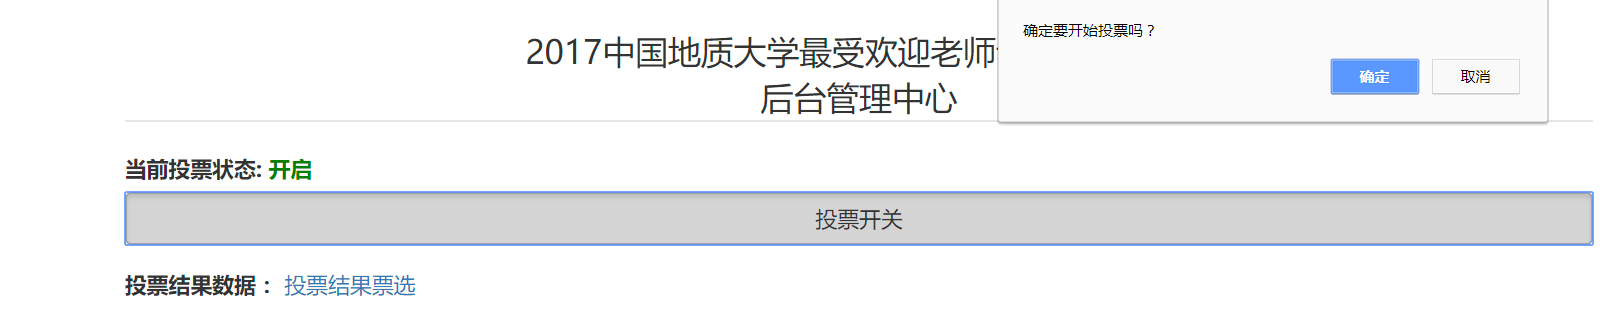 2017中国地质大学最受欢迎老师
后台管理中心
确定要开始投票吗？
确定
取消
当前投票状态: 开启
投票开关
投票结果数据： 投票结果票选